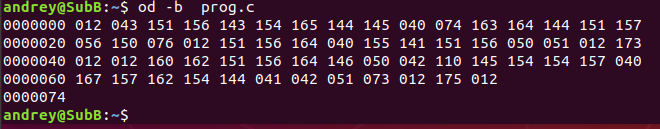 andrey@SubB:~$ od -b  prog.c
0000000 012 043 151 156 143 154 165 144 145 040 074 163 164 144 151 157
0000020 056 150 076 012 151 156 164 040 155 141 151 156 050 051 012 173
0000040 012 012 160 162 151 156 164 146 050 042 110 145 154 154 157 040
0000060 167 157 162 154 144 041 042 051 073 012 175 012
0000074
andrey@SubB:~$